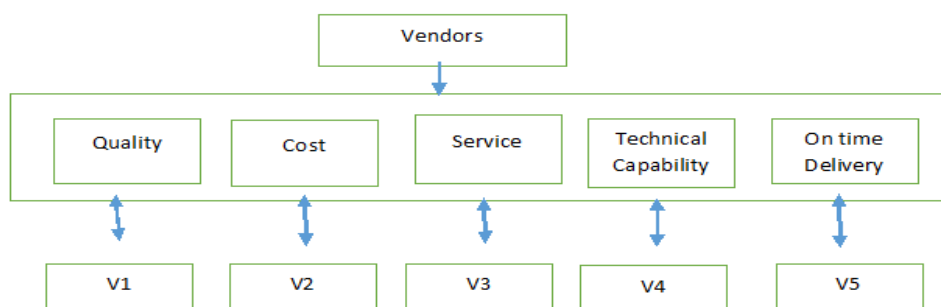 Vendors
Quality
Cost
Service
Technical
Capability
On time
Delivery
V1
V2
V3
V4
V5